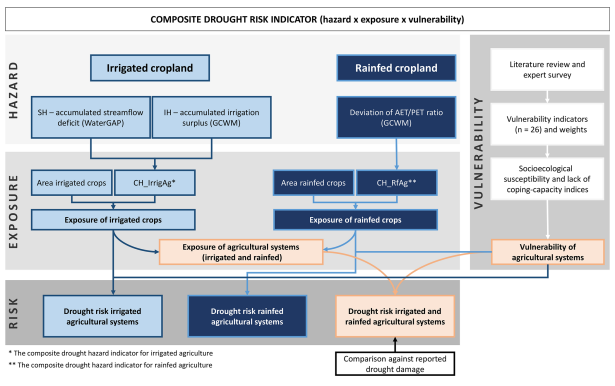 COMPOSITE DROUGHT RISK INDICATOR (hazard x exposure x vulnerability)
HAZARD
Irrigated cropland
Rainfed cropland
SH – accumulated streamflow
deficit (WaterGAP)
IH – accumulated irrigation
surplus (GCWM)
Deviation of AET/PET ratio
(GCWM)
EXPOSURE
Area irrigated crops
CH_IrrigAg*
Area rainfed crops
CH_RfAg**
Exposure of irrigated crops
Exposure of rainfed crops
Exposure of agricultural systems
(irrigated and rainfed)
VULNERABILITY
Literature review and
expert survey
Vulnerability indicators
(n = 26) and weights
Socioecological
susceptibility and lack of
coping-capacity indices
Vulnerability of
agricultural systems
RISK
Drought risk irrigated
agricultural systems
Drought risk rainfed
agricultural systems
Drought risk irrigated and
rainfed agricultural systems
* The composite drought hazard indicator for irrigated agriculture
** The composite drought hazard indicator for rainfed agriculture
Comparison against reported
drought damage